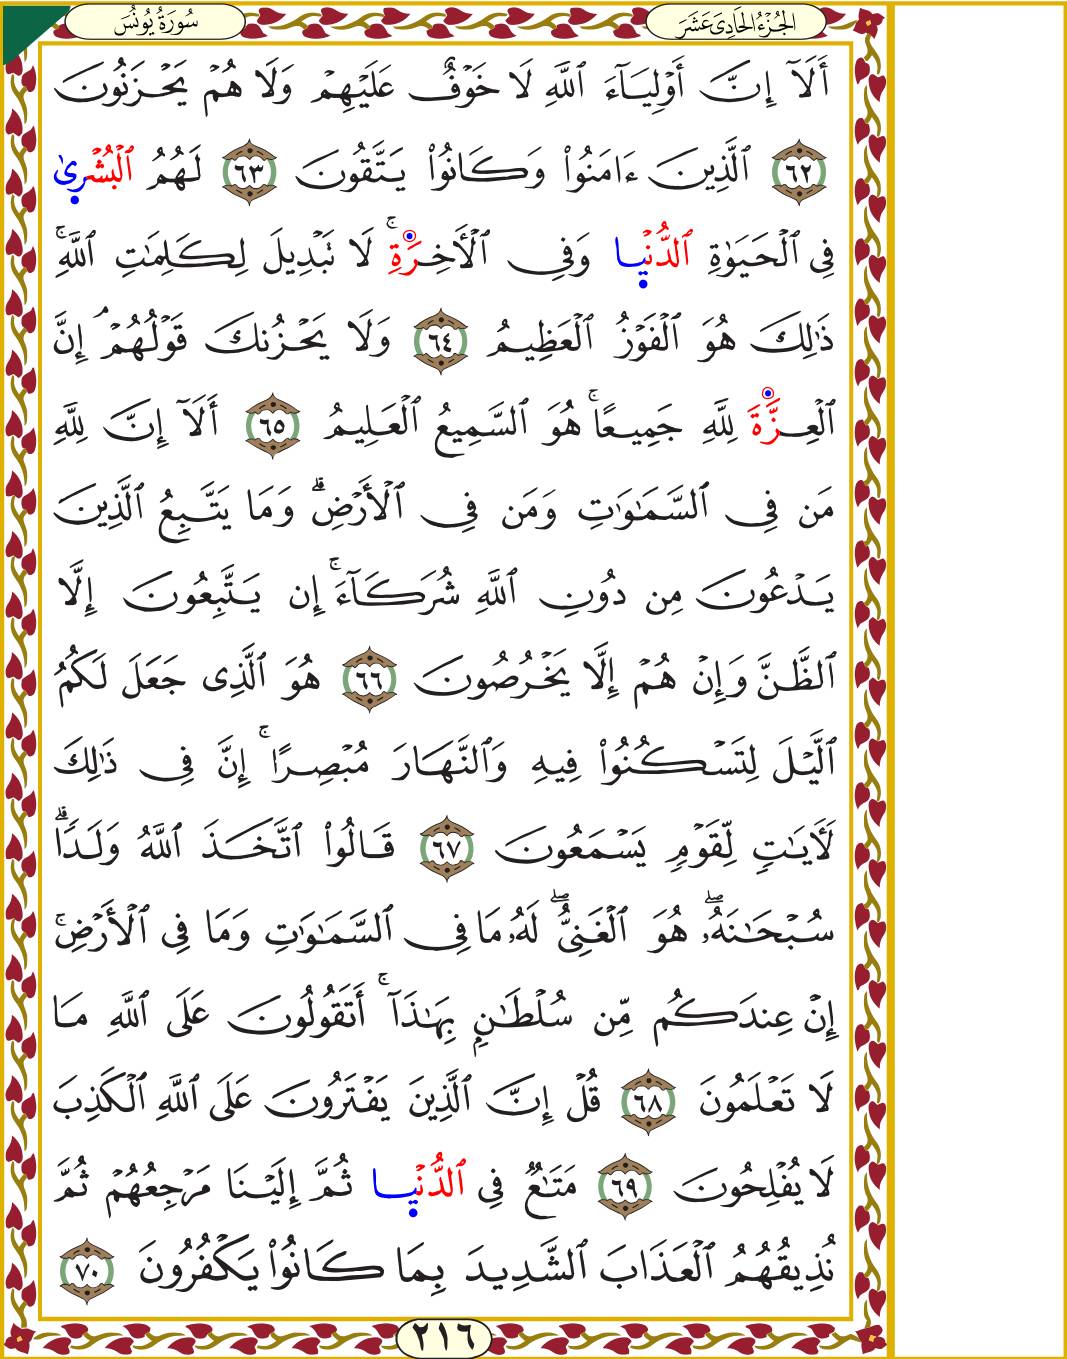 سُورَةُ يُونُسَ الجُزْءُ الحَادِيَ عَشَرَ
أَلَآ إِنَّ أَوۡلِيَآءَ ٱللَّهِ لَا خَوۡفٌ عَلَيۡهِمۡ وَلَا هُمۡ يَحۡزَنُونَ
٦٢ ٱلَّذِينَ ءَامَنُواْ وَكَانُواْ يَتَّقُونَ ٦٣ لَهُمُ ٱلۡبُشۡرىٰ
فِي ٱلۡحَيَوٰةِ ٱلدُّنۡيا وَفِي ٱلۡأٓخِرَةِۚ لَا تَبۡدِيلَ لِكَلِمَٰتِ ٱللَّهِۚ
ذَٰلِكَ هُوَ ٱلۡفَوۡزُ ٱلۡعَظِيمُ ٦٤ وَلَا يَحۡزُنكَ قَوۡلُهُمۡۘ إِنَّ
ٱلۡعِزَّةَ لِلَّهِ جَمِيعًاۚ هُوَ ٱلسَّمِيعُ ٱلۡعَلِيمُ ٦٥ أَلَآ إِنَّ لِلَّهِ
مَن فِي ٱلسَّمَٰوَٰتِ وَمَن فِي ٱلۡأَرۡضِۗ وَمَا يَتَّبِعُ ٱلَّذِينَ
يَدۡعُونَ مِن دُونِ ٱللَّهِ شُرَكَآءَۚ إِن يَتَّبِعُونَ إِلَّا
ٱلظَّنَّ وَإِنۡ هُمۡ إِلَّا يَخۡرُصُونَ ٦٦ هُوَ ٱلَّذِي جَعَلَ لَكُمُ
ٱلَّيۡلَ لِتَسۡكُنُواْ فِيهِ وَٱلنَّهَارَ مُبۡصِرًاۚ إِنَّ فِي ذَٰلِكَ
لَأٓيَٰتٖ لِّقَوۡمٖ يَسۡمَعُونَ ٦٧ قَالُواْ ٱتَّخَذَ ٱللَّهُ وَلَدٗاۗ
سُبۡحَٰنَهُۥۖ هُوَ ٱلۡغَنِيُّۖ لَهُۥ مَا فِي ٱلسَّمَٰوَٰتِ وَمَا فِي ٱلۡأَرۡضِۚ
إِنۡ عِندَكُم مِّن سُلۡطَٰنِۭ بِهَٰذَآۚ أَتَقُولُونَ عَلَى ٱللَّهِ مَا
لَا تَعۡلَمُونَ ٦٨ قُلۡ إِنَّ ٱلَّذِينَ يَفۡتَرُونَ عَلَى ٱللَّهِ ٱلۡكَذِبَ
لَا يُفۡلِحُونَ ٦٩ مَتَٰعٞ فِي ٱلدُّنۡيا ثُمَّ إِلَيۡنَا مَرۡجِعُهُمۡ ثُمَّ
نُذِيقُهُمُ ٱلۡعَذَابَ ٱلشَّدِيدَ بِمَا كَانُواْ يَكۡفُرُونَ ٧٠
٢١٦